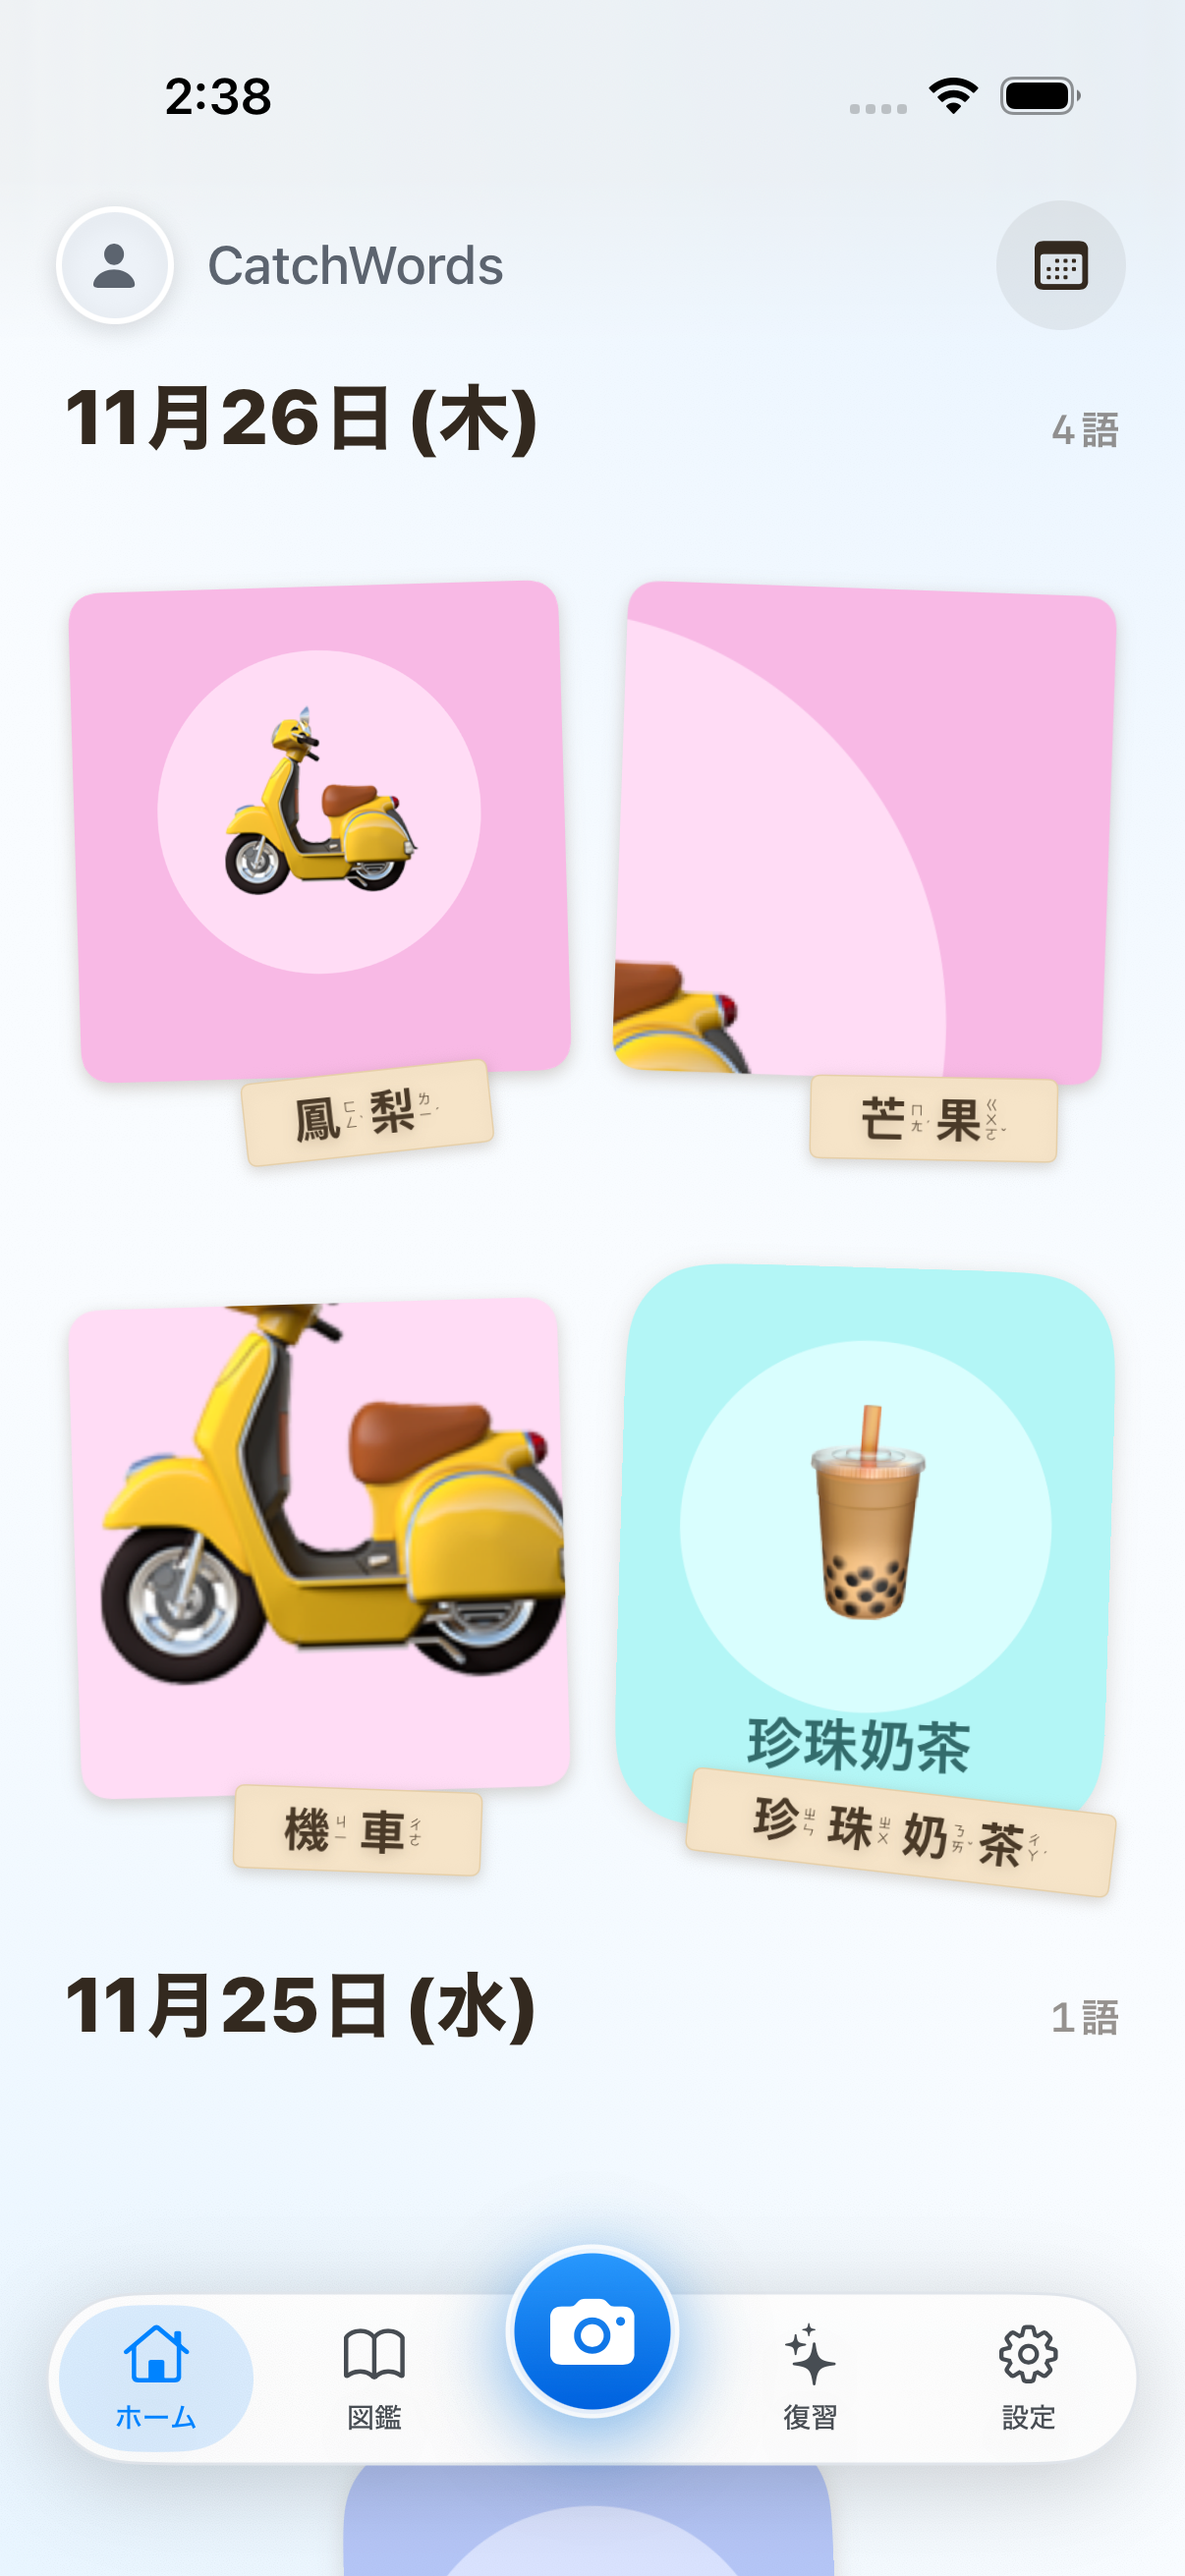 2:38
CatchWords
11月26日 (木)
4 語
鳳ㄈㄥˋ梨ㄌㄧˊ
芒ㄇㄤˊ果ㄍㄨㄛˇ
機ㄐㄧ車ㄔㄜ
珍珠奶茶
珍ㄓㄣ珠ㄓㄨ奶ㄋㄞˇ茶ㄔㄚˊ
11月25日 (水)
1 語
ホーム
図鑑
復習
設定